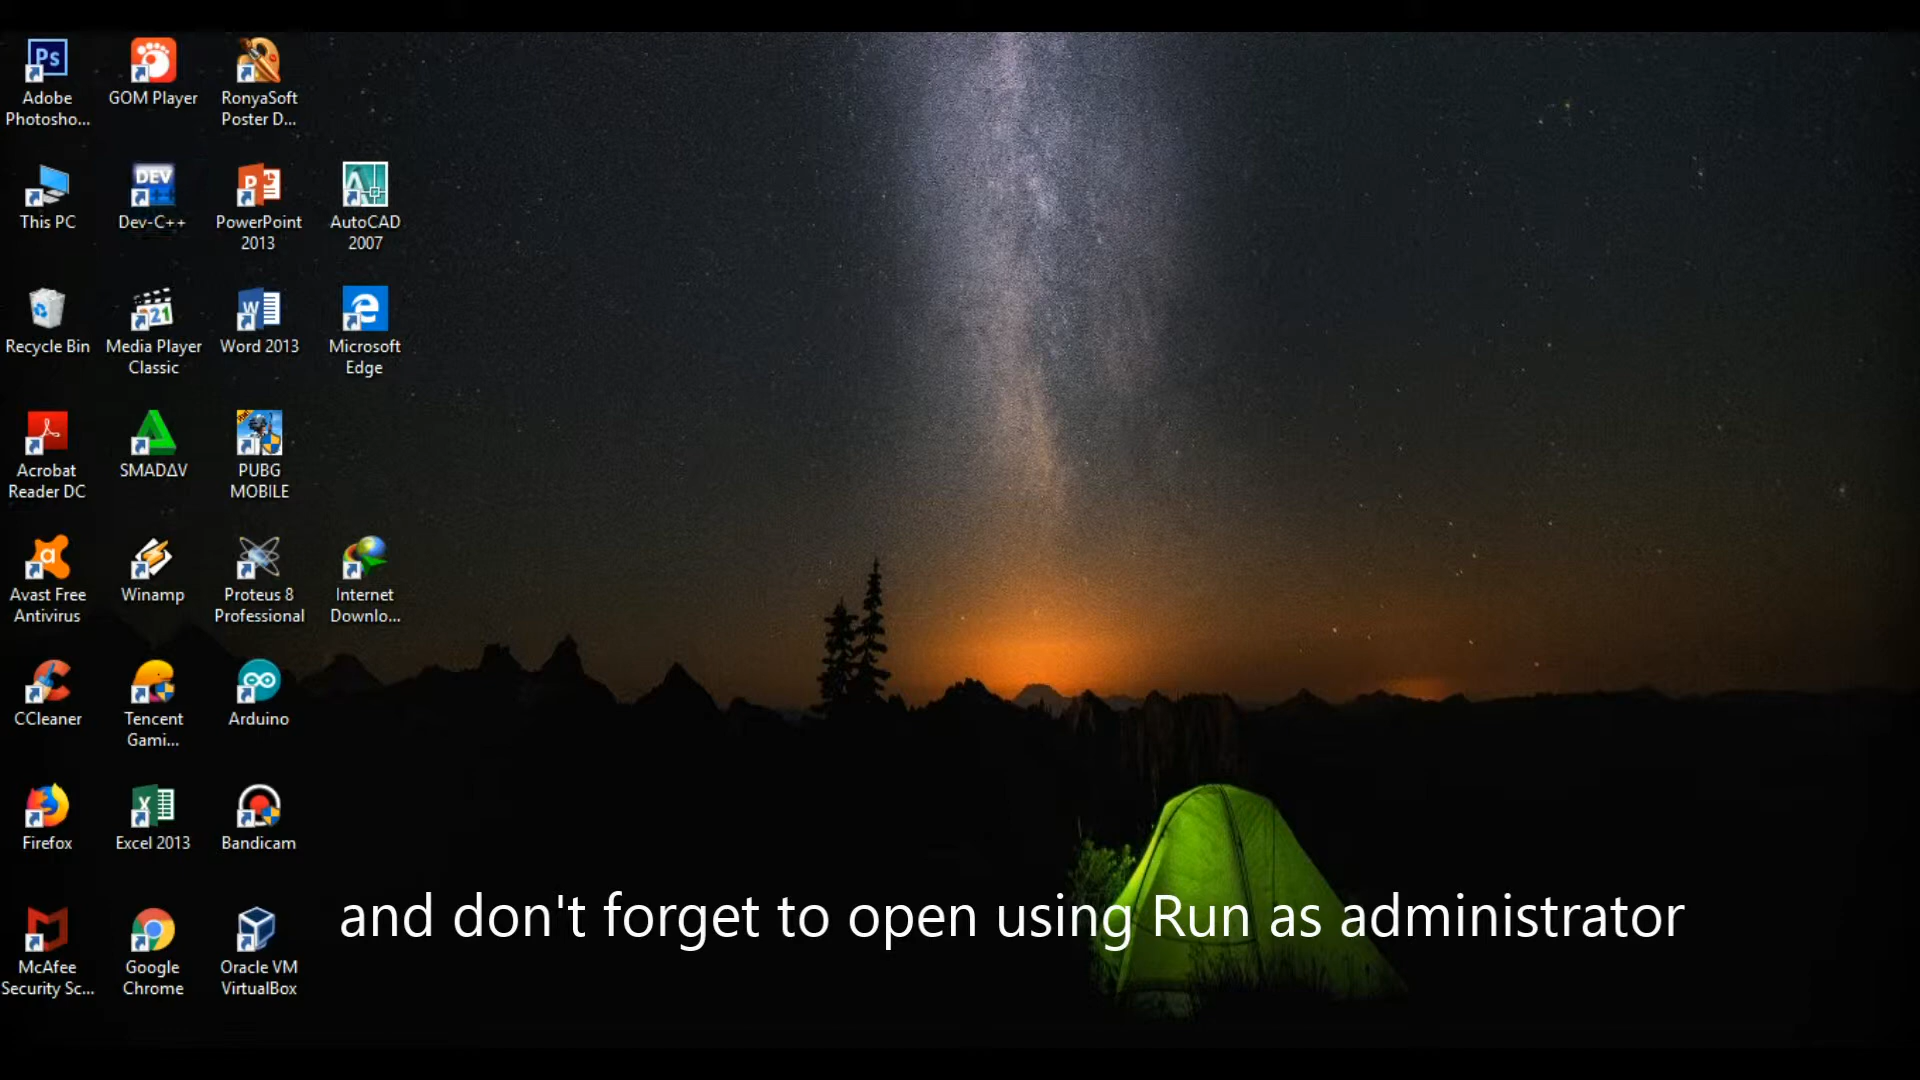 Adobe
Photosho...
GOM Player
RonyaSoft
Poster D...
This PC
Dev-C++
PowerPoint
2013
AutoCAD
2007
Recycle Bin
Media Player
Classic
Word 2013
Microsoft
Edge
Acrobat
Reader DC
SMADΔV
PUBG
MOBILE
Avast Free
Antivirus
Winamp
Proteus 8
Professional
Internet
Downlo...
CCleaner
Tencent
Gami...
Arduino
Firefox
Excel 2013
Bandicam
McAfee
Security Sc...
Google
Chrome
Oracle VM
VirtualBox
and don't forget to open using Run as administrator